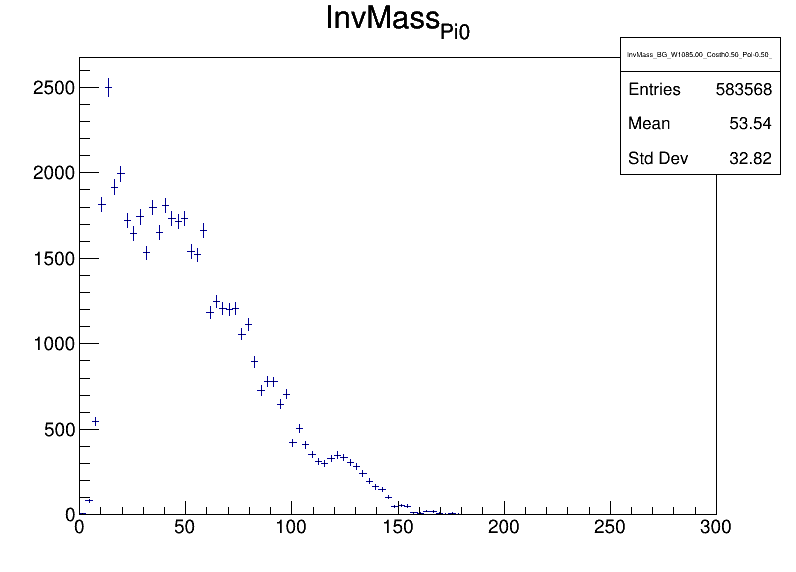 InvMass_Pi0
InvMass_BG_W1085.00_Costh0.50_Pol-0.50_
Entries 583568
Mean 53.54
Std Dev 32.82
2500
2000
1500
1000
500
0
0 50 100 150 200 250 300